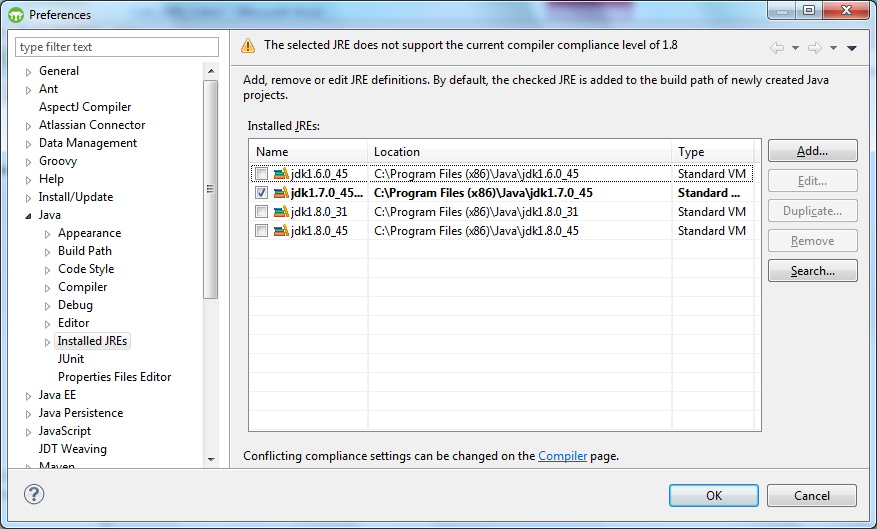 Preferences
type filter text
General
Ant
AspectJ Compiler
Atlassian Connector
Data Management
Groovy
Help
Install/Update
Java
Appearance
Build Path
Code Style
Compiler
Debug
Editor
Installed JREs
JUnit
Properties Files Editor
Java EE
Java Persistence
JavaScript
JDT Weaving
Maven
The selected JRE does not support the current compiler compliance level of 1.8
Add, remove or edit JRE definitions. By default, the checked JRE is added to the build path of newly created Java
projects.
Installed JREs:
Name Location Type
jdk1.6.0_45 C:\Program Files (x86)\Java\jdk1.6.0_45 Standard VM
jdk1.7.0_45... C:\Program Files (x86)\Java\jdk1.7.0_45 Standard ...
jdk1.8.0_31 C:\Program Files (x86)\Java\jdk1.8.0_31 Standard VM
jdk1.8.0_45 C:\Program Files (x86)\Java\jdk1.8.0_45 Standard VM
Add...
Edit...
Duplicate...
Remove
Search...
Conflicting compliance settings can be changed on the Compiler page.
?
OK Cancel